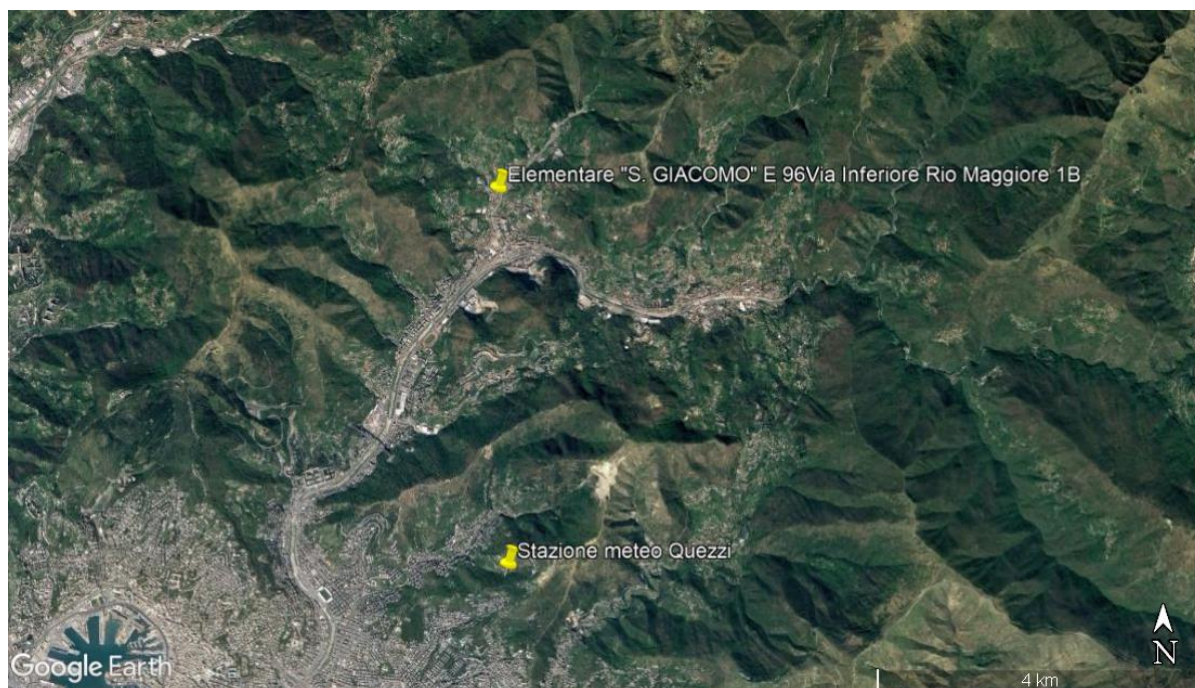 Elementare "S. GIACOMO" E 96Via Inferiore Rio Maggiore 1B
Stazione meteo Quezzi
N
Google Earth
4 km